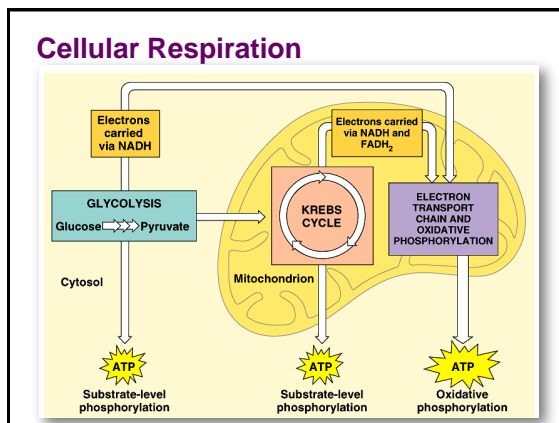 Cellular Respiration
Electrons
carried
via NADH
Electrons carried
via NADH and
FADH₂
GLYCOLYSIS
Glucose Pyruvate
KREBS
CYCLE
ELECTRON
TRANSPORT
CHAIN AND
OXIDATIVE
PHOSPHORYLATION
Cytosol
Mitochondrion
ATP
ATP
ATP
Substrate-level
phosphorylation
Substrate-level
phosphorylation
Oxidative
phosphorylation